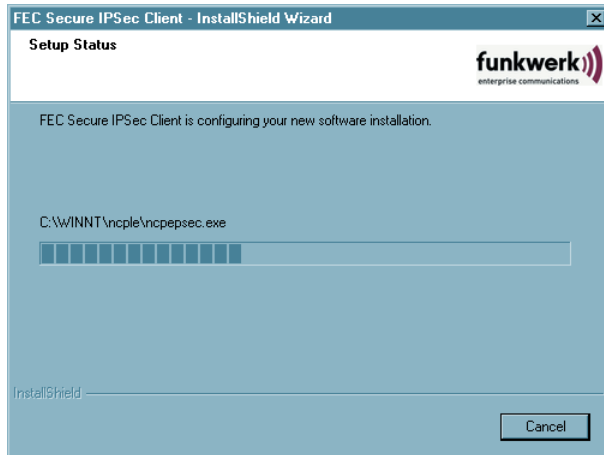 FEC Secure IPSec Client - InstallShield Wizard
Setup Status
funkwerk
enterprise communications
FEC Secure IPSec Client is configuring your new software installation.
C:\WINNT\ncple\ncpepsec.exe
InstallShield
Cancel